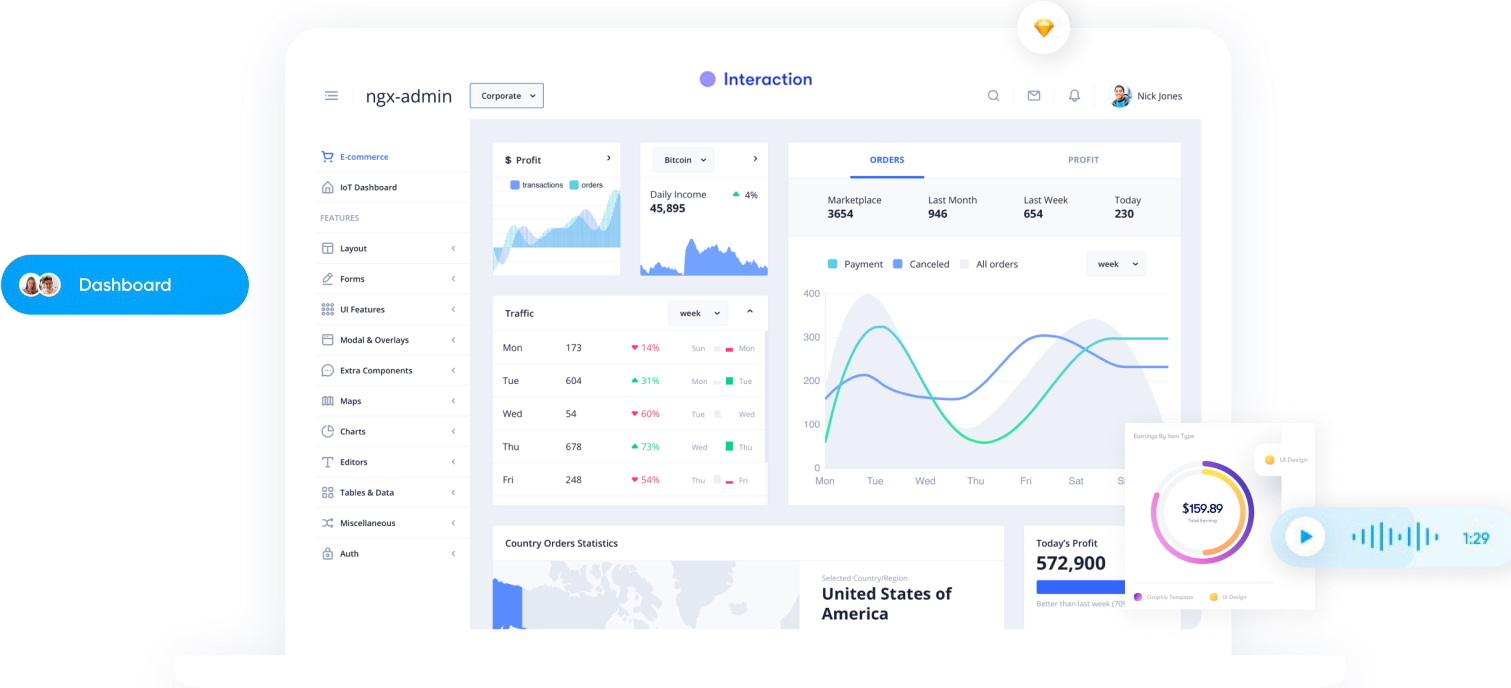 Interaction
ngx-admin
Corporate
Nick Jones
Dashboard
E-commerce
IoT Dashboard
FEATURES
Layout
Forms
UI Features
Modal & Overlays
Extra Components
Maps
Charts
Editors
Tables & Data
Miscellaneous
Auth
$ Profit
transactions orders
Bitcoin
Daily Income 4%
45,895
ORDERS PROFIT
Marketplace Last Month Last Week Today
3654 946 654 230
Payment Canceled All orders week
400
300
200
100
0
Mon Tue Wed Thu Fri Sat S
Traffic week
Mon 173 14% Sun Mon
Tue 604 31% Mon Tue
Wed 54 60% Tue Wed
Thu 678 73% Wed Thu
Fri 248 54% Thu Fri
Country Orders Statistics
Selected Country/Region
United States of
America
Today's Profit
572,900
Better than last week (70%
Earnings By Item Type
UI Design
$159.89
Total Earning
Graphic Template UI Design
1:29